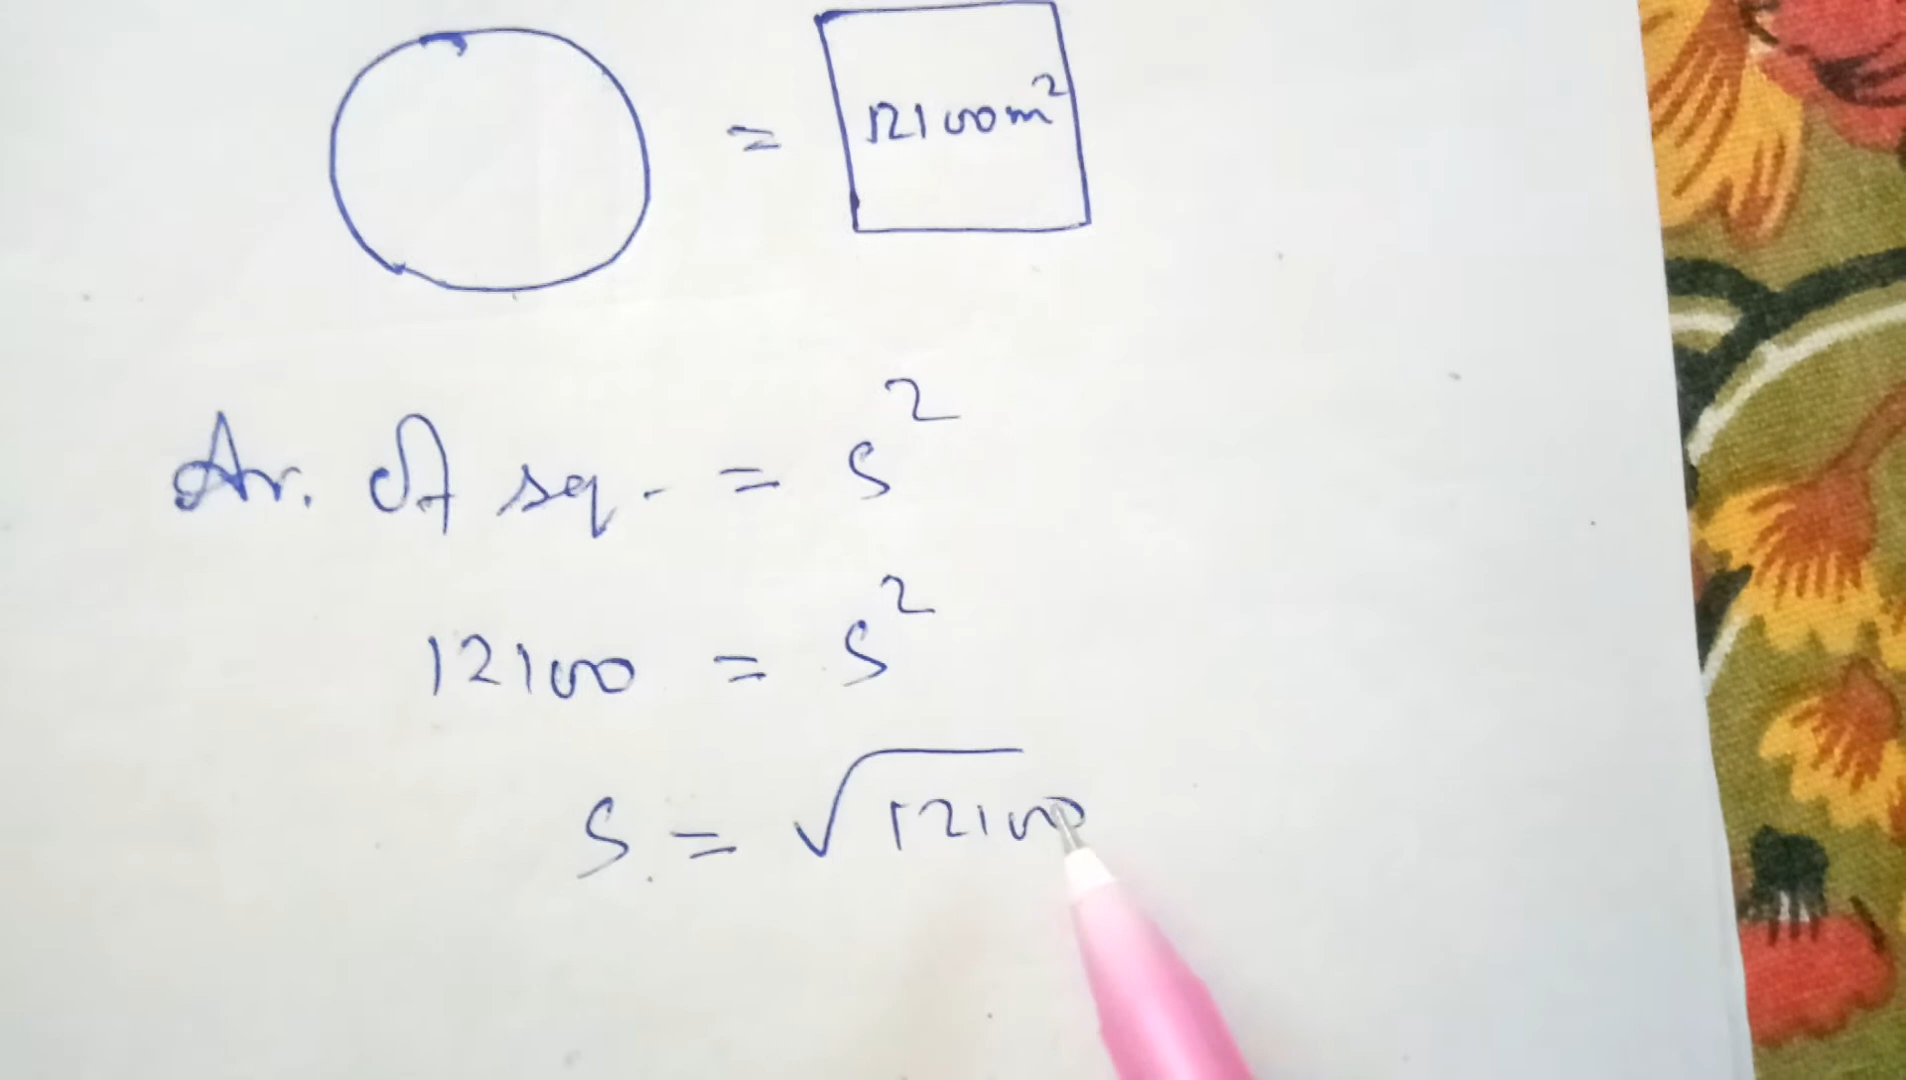 = 12100m²
Ar. of sq. = s²
12100 = s²
s = √12100